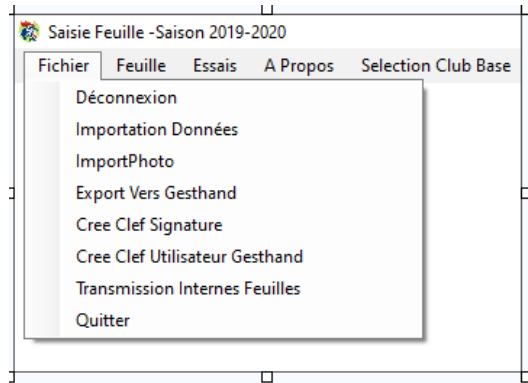 Saisie Feuille -Saison 2019-2020
Fichier Feuille Essais A Propos Selection Club Base
Déconnexion
Importation Données
ImportPhoto
Export Vers Gesthand
Cree Clef Signature
Cree Clef Utilisateur Gesthand
Transmission Internes Feuilles
Quitter